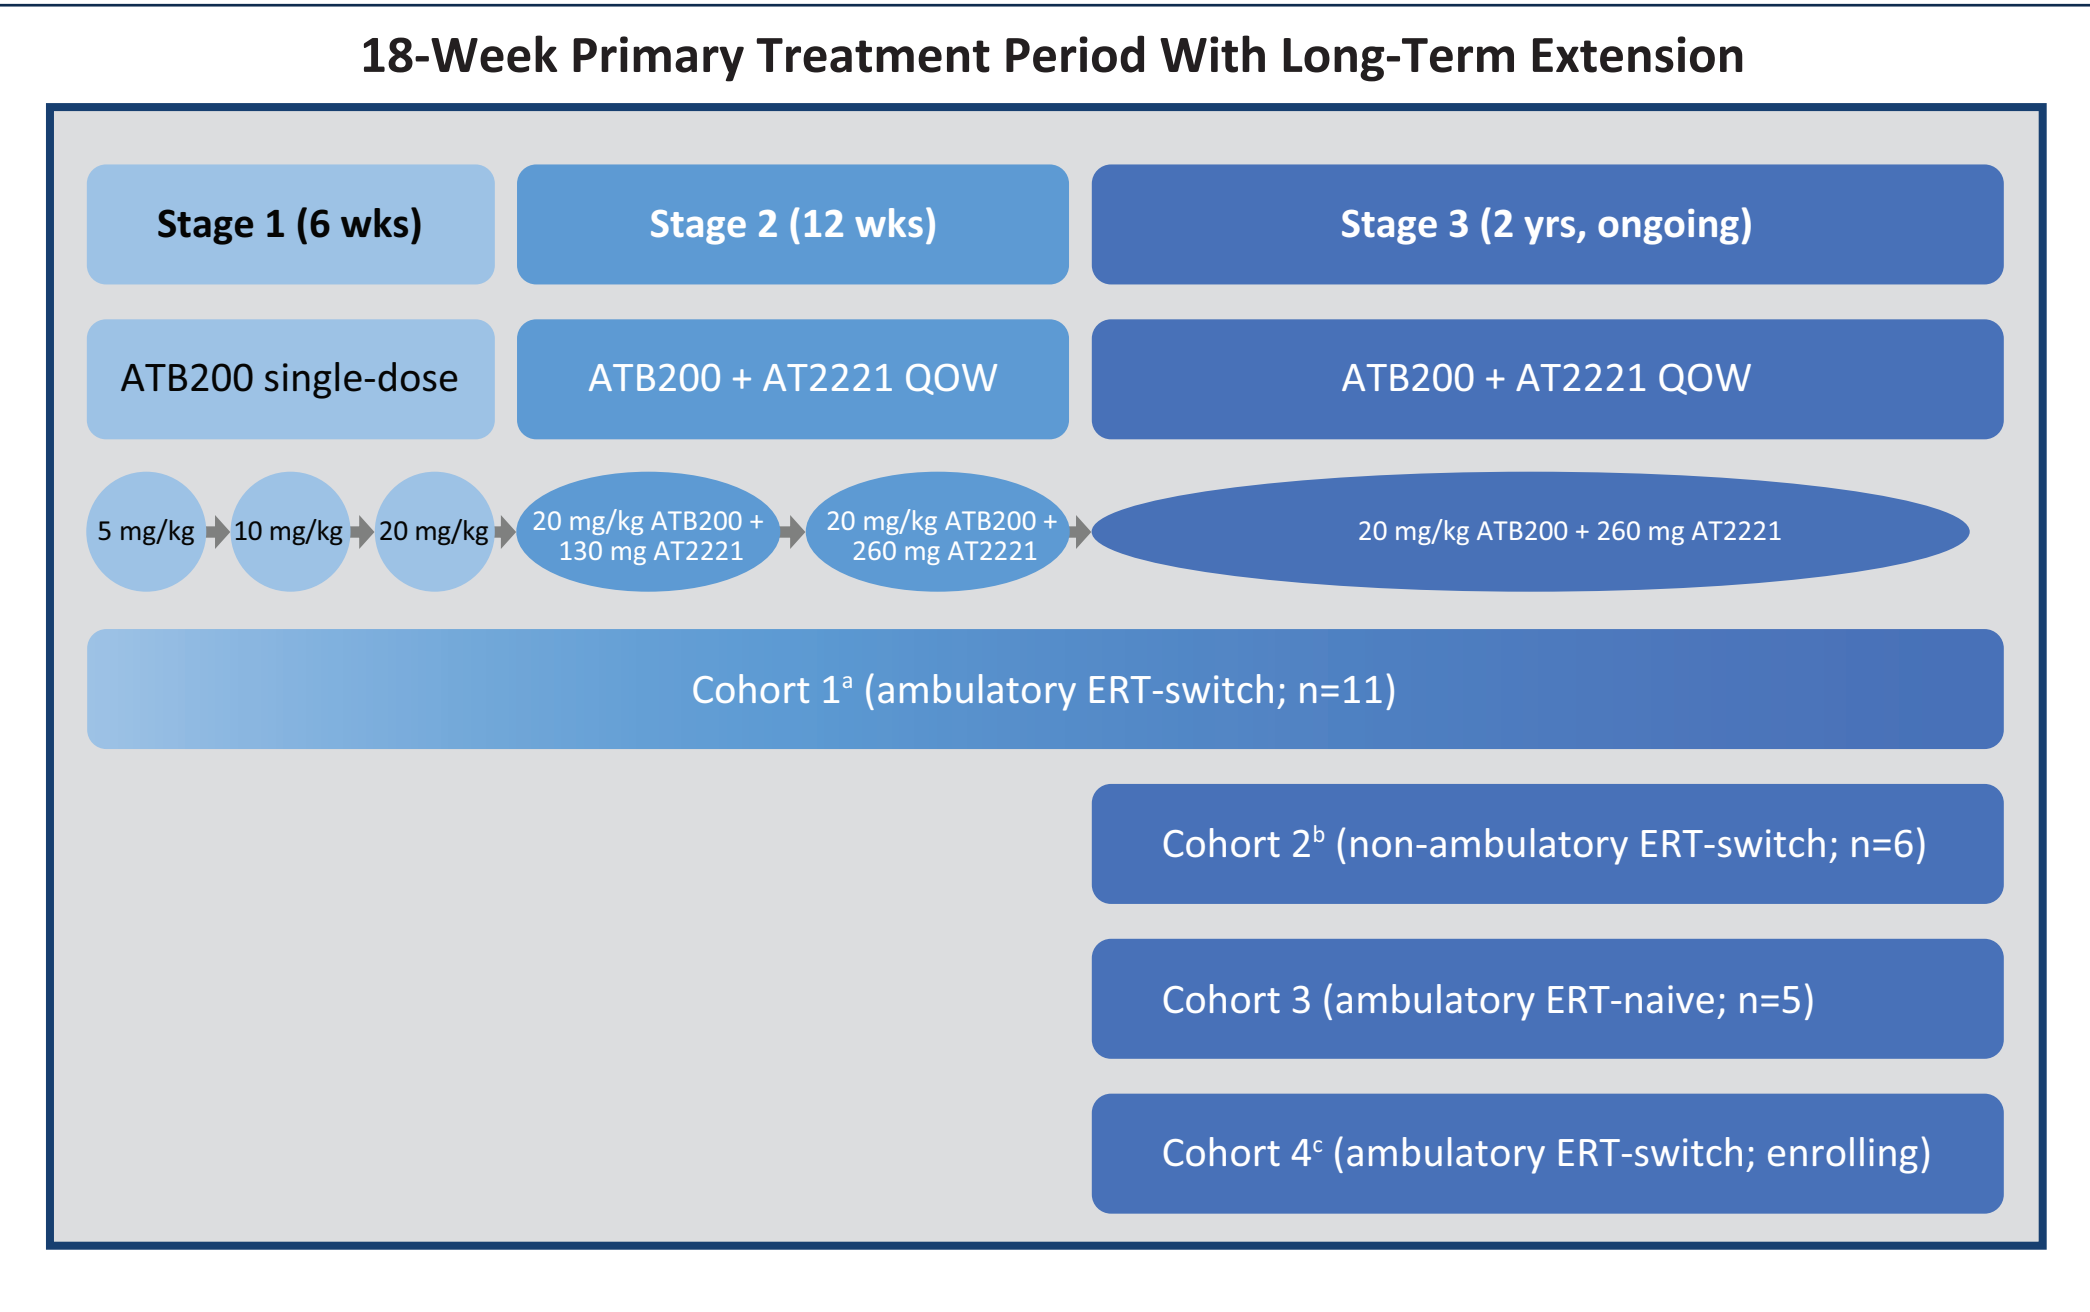 18-Week Primary Treatment Period With Long-Term Extension
Stage 1 (6 wks)
Stage 2 (12 wks)
Stage 3 (2 yrs, ongoing)
ATB200 single-dose
ATB200 + AT2221 QOW
ATB200 + AT2221 QOW
5 mg/kg
10 mg/kg
20 mg/kg
20 mg/kg ATB200 +
130 mg AT2221
20 mg/kg ATB200 +
260 mg AT2221
20 mg/kg ATB200 + 260 mg AT2221
Cohort 1ᵃ (ambulatory ERT-switch; n=11)
Cohort 2ᵇ (non-ambulatory ERT-switch; n=6)
Cohort 3 (ambulatory ERT-naive; n=5)
Cohort 4ᶜ (ambulatory ERT-switch; enrolling)